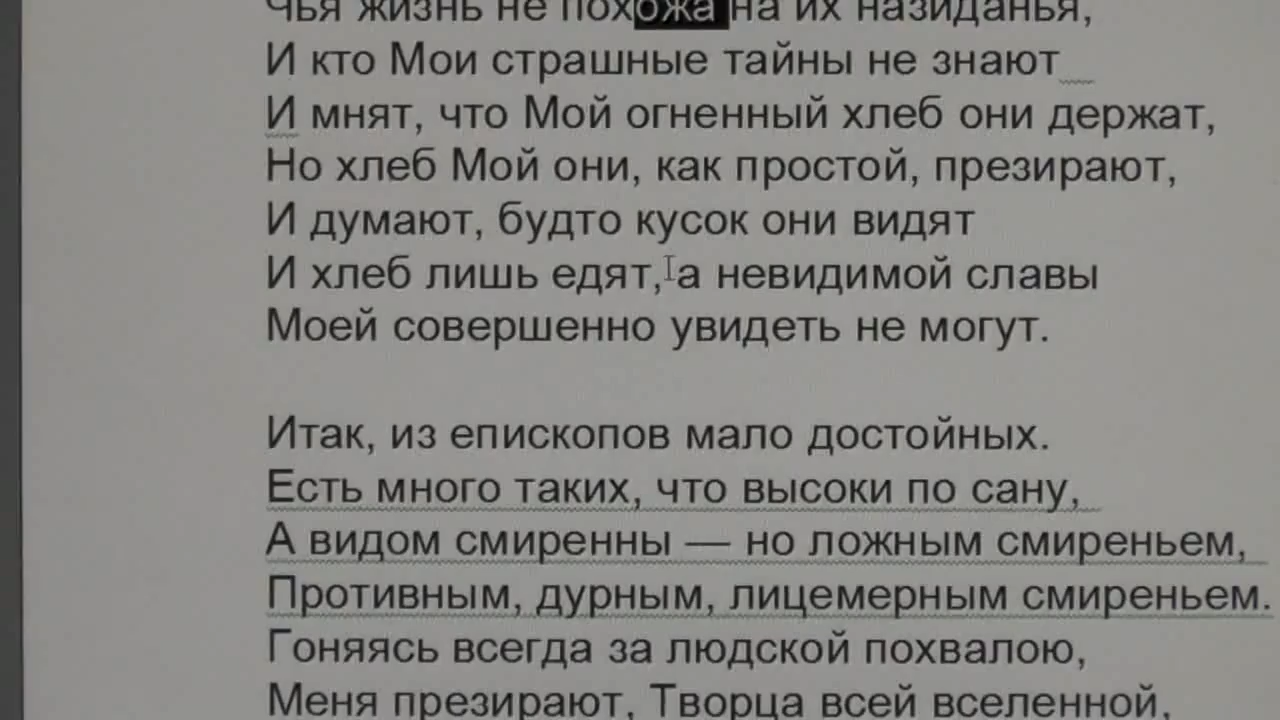 Чья жизнь не похожа на их назиданья,
И кто Мои страшные тайны не знают
И мнят, что Мой огненный хлеб они держат,
Но хлеб Мой они, как простой, презирают,
И думают, будто кусок они видят
И хлеб лишь едят, а невидимой славы
Моей совершенно увидеть не могут.
Итак, из епископов мало достойных.
Есть много таких, что высоки по сану,
А видом смиренны — но ложным смиреньем,
Противным, дурным, лицемерным смиреньем.
Гоняясь всегда за людской похвалою,
Меня презирают, Творца всей вселенной,